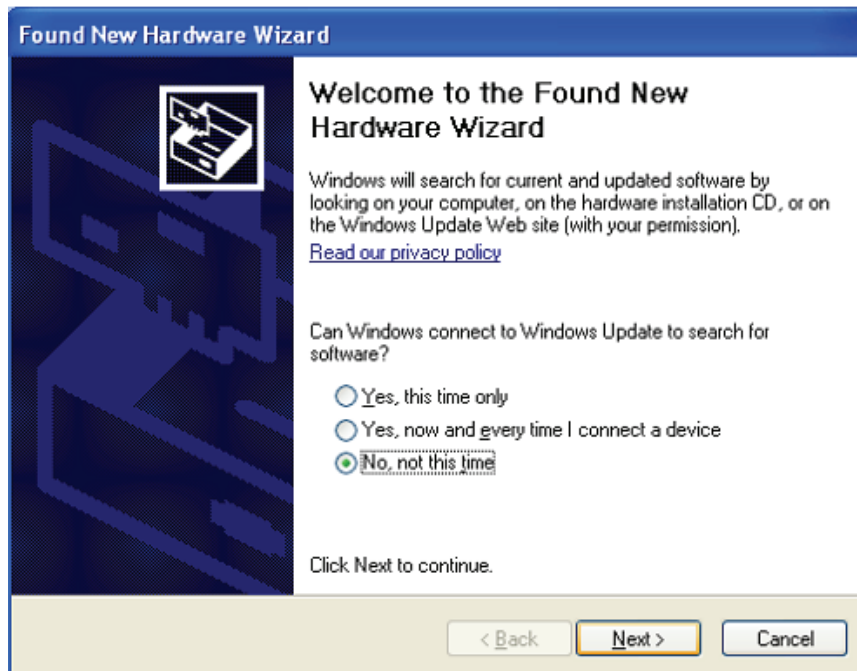 Found New Hardware Wizard
Welcome to the Found New
Hardware Wizard
Windows will search for current and updated software by
looking on your computer, on the hardware installation CD, or on
the Windows Update Web site (with your permission).
Read our privacy policy
Can Windows connect to Windows Update to search for
software?
Yes, this time only
Yes, now and every time I connect a device
No, not this time
Click Next to continue.
< Back Next > Cancel